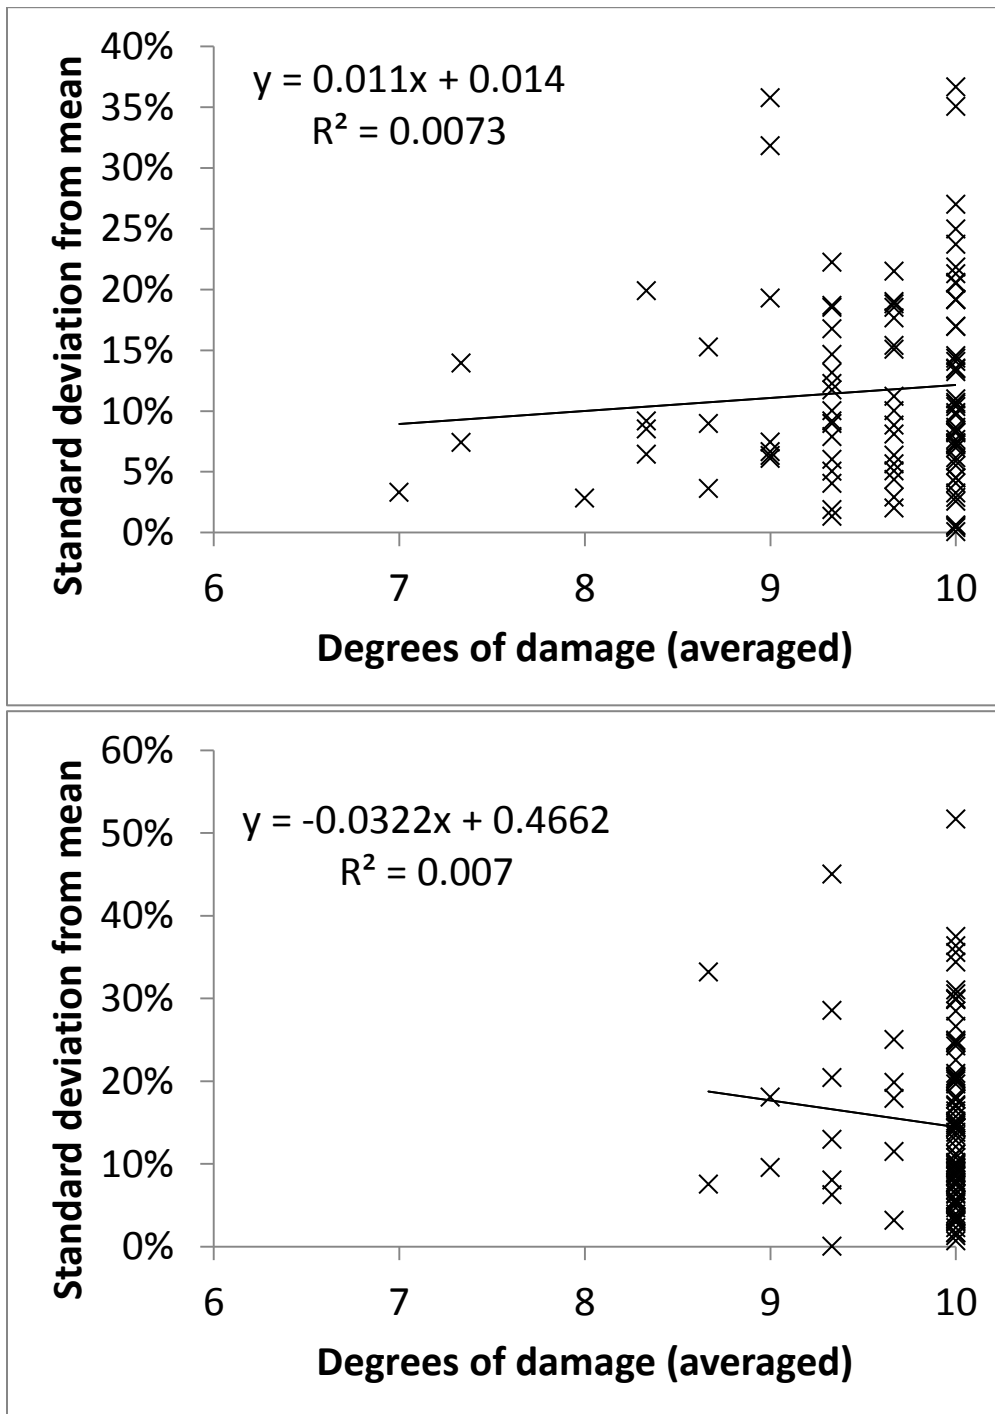 40%
35%
30%
25%
20%
15%
10%
5%
0%
Standard deviation from mean
y = 0.011x + 0.014
R² = 0.0073
6 7 8 9 10
Degrees of damage (averaged)
60%
50%
40%
30%
20%
10%
0%
Standard deviation from mean
y = -0.0322x + 0.4662
R² = 0.007
6 7 8 9 10
Degrees of damage (averaged)